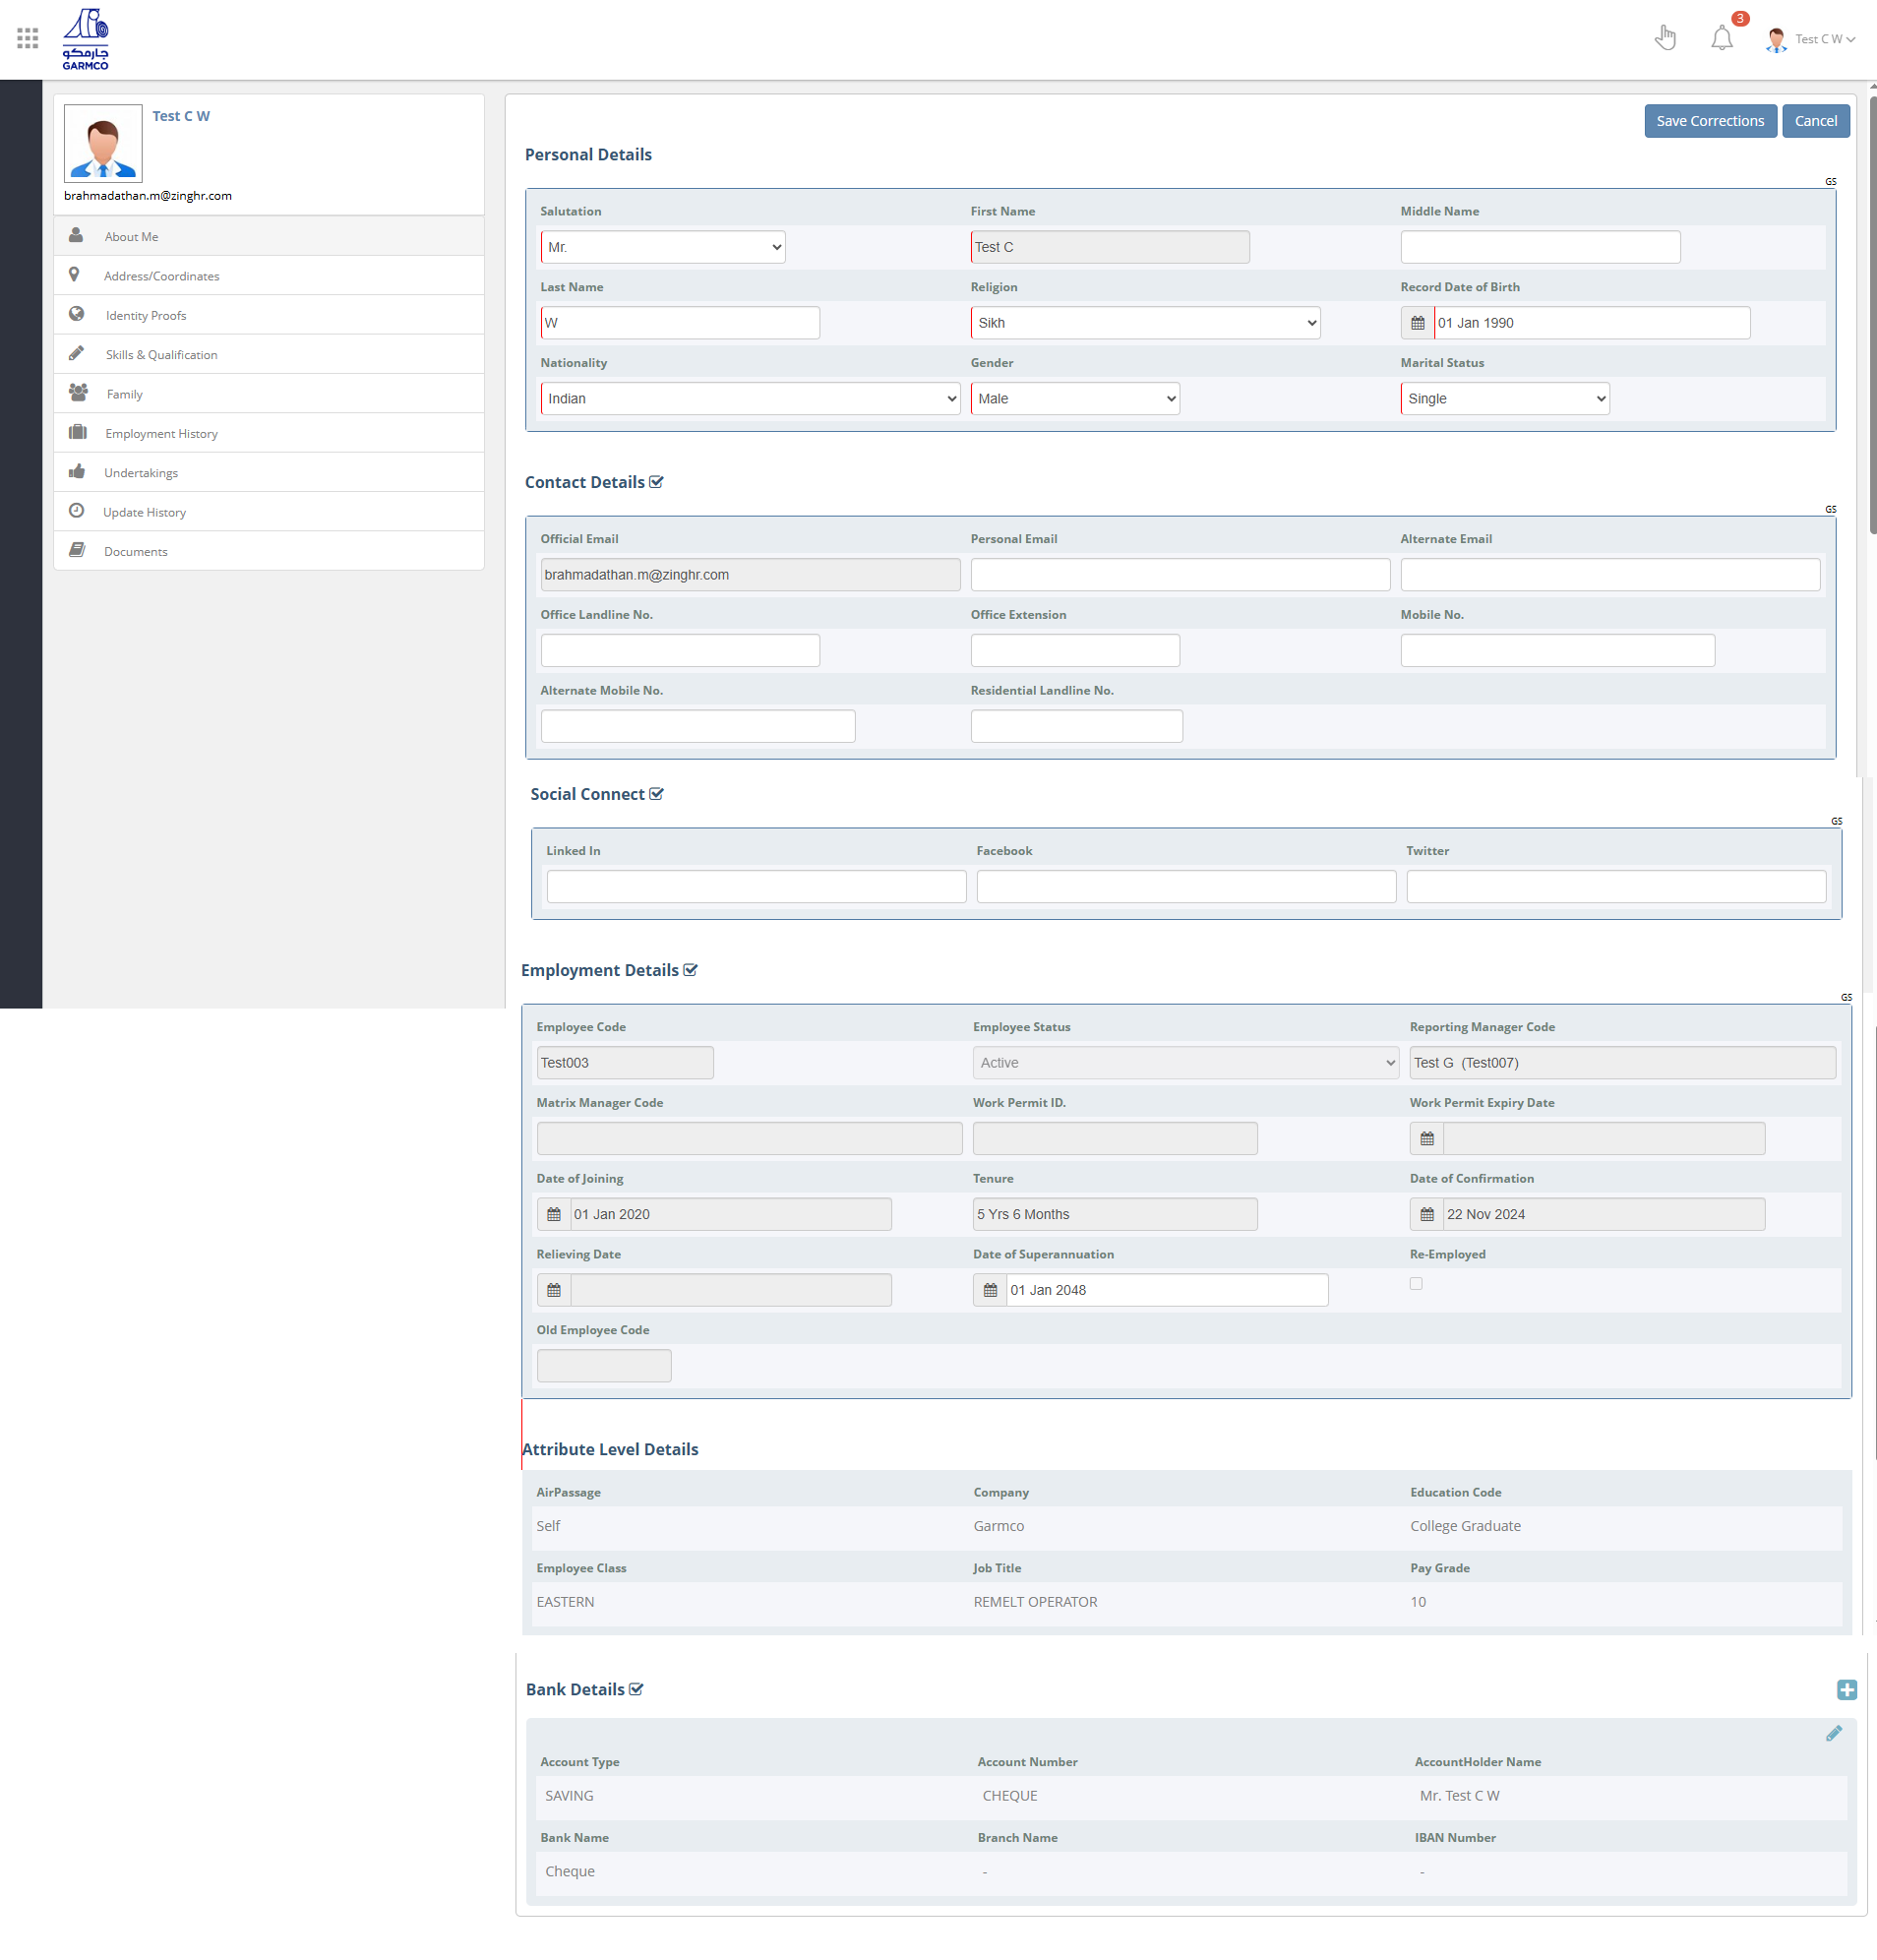 جارمكو
GARMCO
3
Test C W
Test C W
brahmadathan.m@zinghr.com
About Me
Address/Coordinates
Identity Proofs
Skills & Qualification
Family
Employment History
Undertakings
Update History
Documents
Save Corrections Cancel
Personal Details
GS
Salutation First Name Middle Name
Mr. Test C
Last Name Religion Record Date of Birth
W Sikh 01 Jan 1990
Nationality Gender Marital Status
Indian Male Single
Contact Details
GS
Official Email Personal Email Alternate Email
brahmadathan.m@zinghr.com
Office Landline No. Office Extension Mobile No.
Alternate Mobile No. Residential Landline No.
Social Connect
GS
Linked In Facebook Twitter
Employment Details
GS
Employee Code Employee Status Reporting Manager Code
Test003 Active Test G (Test007)
Matrix Manager Code Work Permit ID. Work Permit Expiry Date
Date of Joining Tenure Date of Confirmation
01 Jan 2020 5 Yrs 6 Months 22 Nov 2024
Relieving Date Date of Superannuation Re-Employed
01 Jan 2048
Old Employee Code
Attribute Level Details
AirPassage Company Education Code
Self Garmco College Graduate
Employee Class Job Title Pay Grade
EASTERN REMELT OPERATOR 10
Bank Details
Account Type Account Number AccountHolder Name
SAVING CHEQUE Mr. Test C W
Bank Name Branch Name IBAN Number
Cheque - -